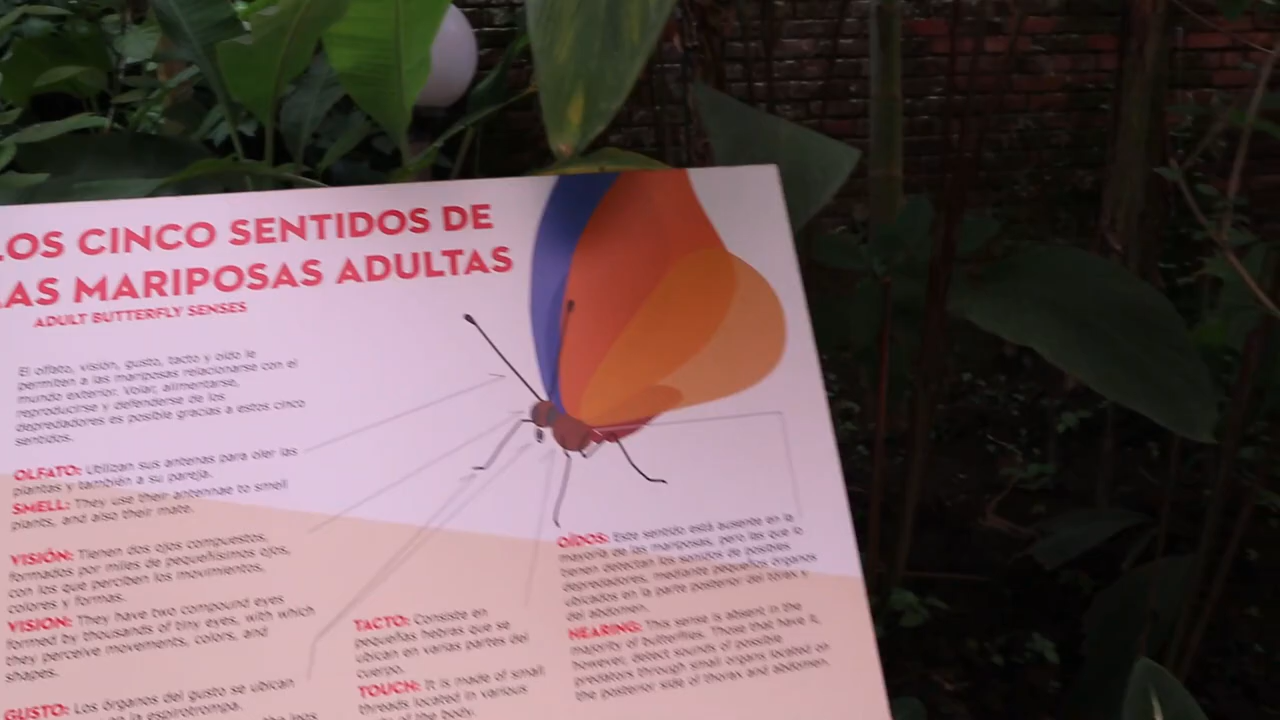 LOS CINCO SENTIDOS DE
LAS MARIPOSAS ADULTAS
ADULT BUTTERFLY SENSES
El olfato, visión, gusto, tacto y oído le
permiten a las mariposas relacionarse con el
mundo exterior. Volar, alimentarse,
reproducirse y defenderse de los
depredadores es posible gracias a estos cinco
sentidos.
OLFATO: Utilizan sus antenas para oler las
plantas y también a su pareja.
SMELL: They use their antennae to smell
plants, and also their mate.
VISIÓN: Tienen dos ojos compuestos,
formados por miles de pequeñísimos ojos,
con los que perciben los movimientos,
colores y formas.
VISION: They have two compound eyes
formed by thousands of tiny eyes, with which
they perceive movements, colors, and
shapes.
GUSTO: Los órganos del gusto se ubican
en la espirotrompa.
TACTO: Consiste en
pequeñas hebras que se
ubican en varias partes del
cuerpo.
TOUCH: It is made of small
threads located in various
of the body.
OÍDOS: Este sentido está ausente en la
mayoría de las mariposas, pero las que lo
tienen detectan los sonidos de posibles
depredadores, mediante pequeños órganos
ubicados en la parte posterior del tórax y
del abdomen.
HEARING: This sense is absent in the
majority of butterflies. Those that have it,
however, detect sounds of possible
predators through small organs located on
the posterior side of thorax and abdomen.